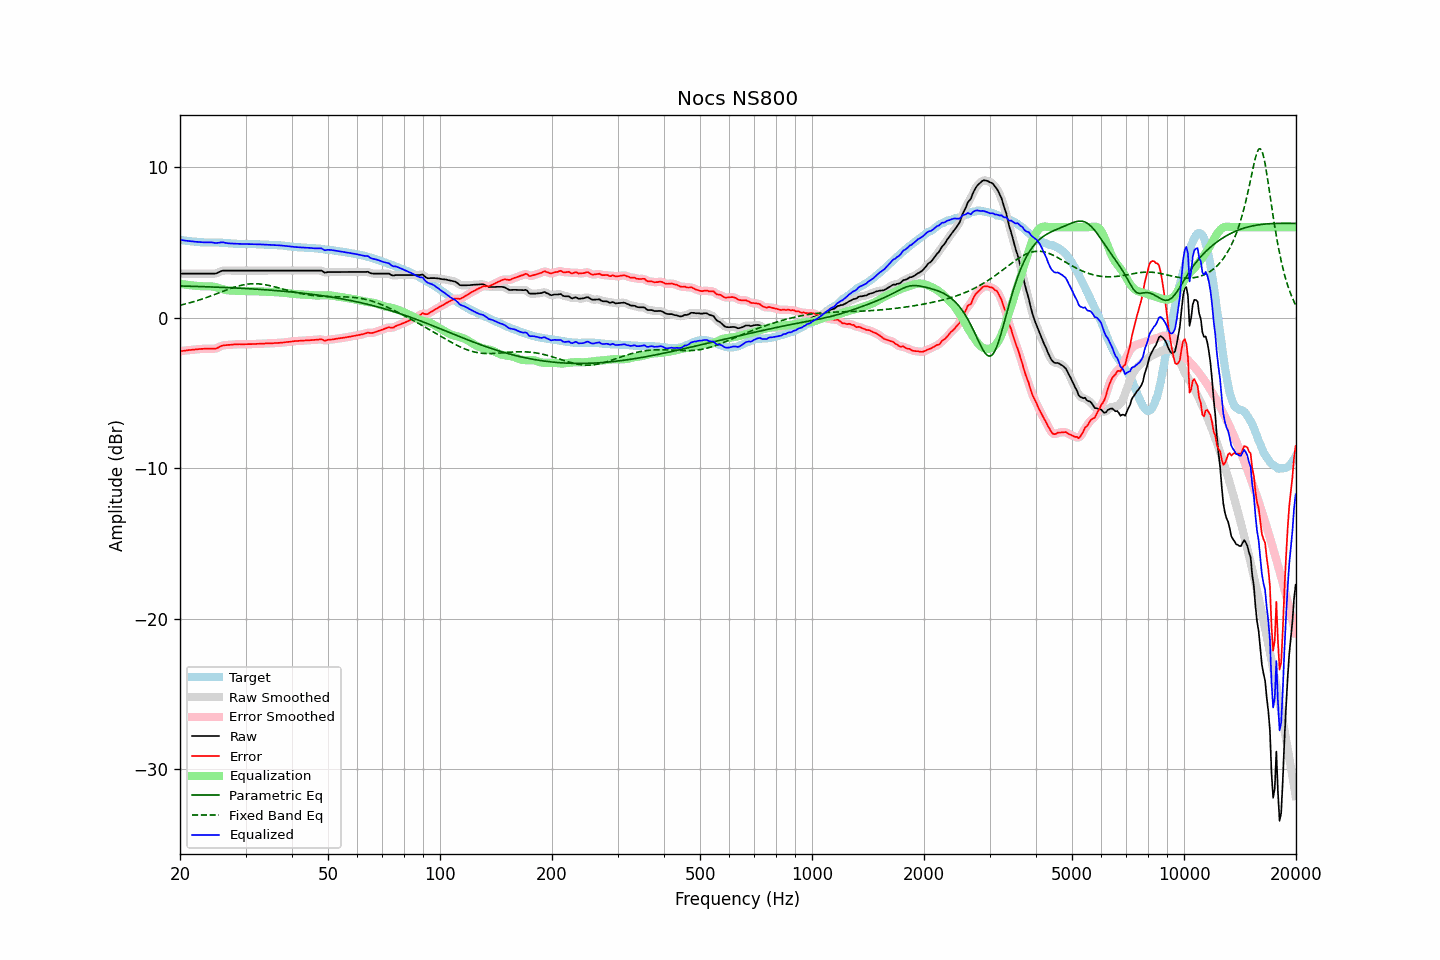 Nocs NS800
Amplitude (dBr)
10
0
−10
−20
−30
Target
Raw Smoothed
Error Smoothed
Raw
Error
Equalization
Parametric Eq
Fixed Band Eq
Equalized
20 50 100 200 500 1000 2000 5000 10000 20000
Frequency (Hz)